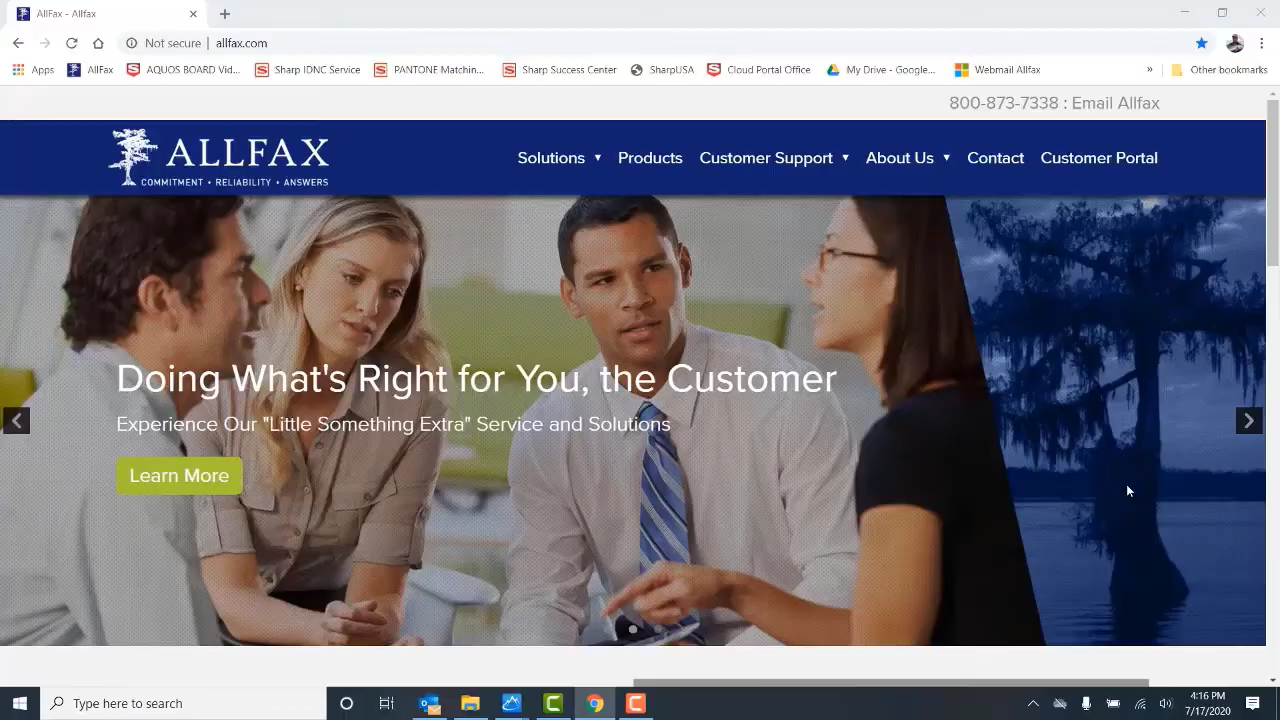 AllFax - Allfax
Not secure | allfax.com
Apps AllFax AQUOS BOARD Vid... Sharp IDNC Service PANTONE Matchin... Sharp Success Center SharpUSA Cloud Portal Office My Drive - Google... Webmail Allfax » Other bookmarks
800-873-7338 : Email Allfax
ALLFAX
COMMITMENT • RELIABILITY • ANSWERS
Solutions ▼ Products Customer Support ▼ About Us ▼ Contact Customer Portal
Doing What's Right for You, the Customer
Experience Our "Little Something Extra" Service and Solutions
Learn More
Type here to search
4:16 PM
7/17/2020